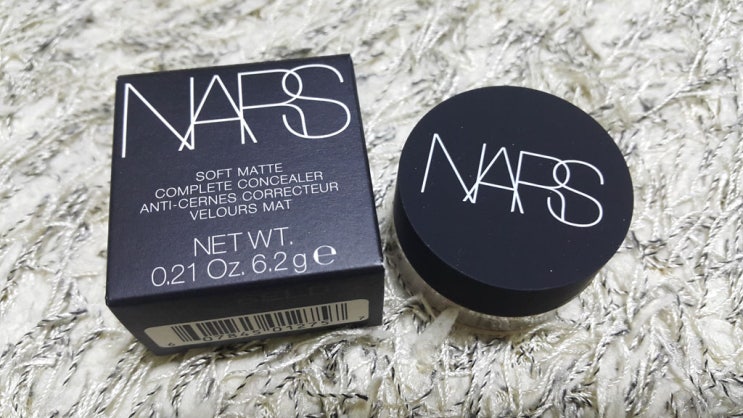 NARS
SOFT MATTE
COMPLETE CONCEALER
ANTI-CERNES CORRECTEUR
VELOURS MAT
NET WT.
0.21 Oz. 6.2 g e
NARS